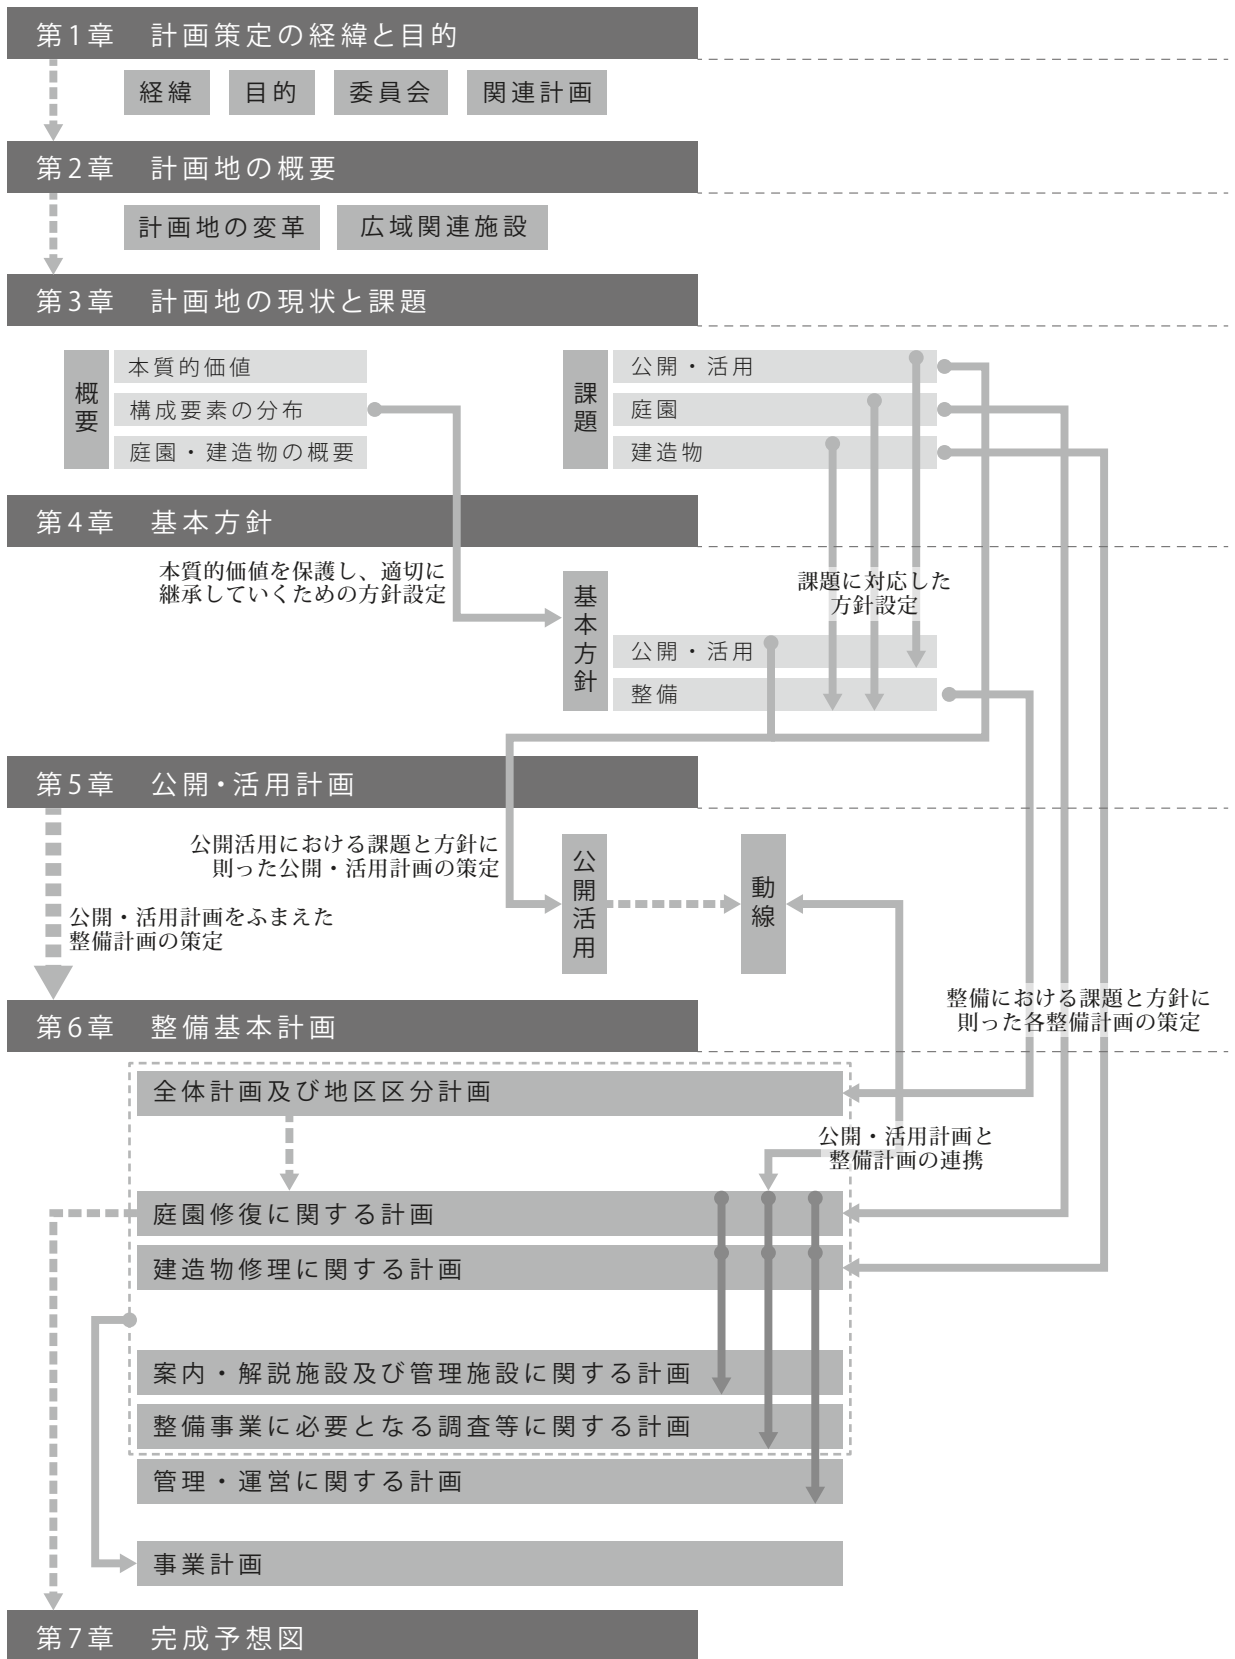 第1章　計画策定の経緯と目的
経緯
目的
委員会
関連計画
第2章　計画地の概要
計画地の変革
広域関連施設
第3章　計画地の現状と課題
概要
本質的価値
構成要素の分布
庭園・建造物の概要
課題
公開・活用
庭園
建造物
第4章　基本方針
本質的価値を保護し、適切に
継承していくための方針設定
課題に対応した
方針設定
基本方針
公開・活用
整備
第5章　公開・活用計画
公開活用における課題と方針に
則った公開・活用計画の策定
公開活用
動線
公開・活用計画をふまえた
整備計画の策定
整備における課題と方針に
則った各整備計画の策定
第6章　整備基本計画
全体計画及び地区区分計画
公開・活用計画と
整備計画の連携
庭園修復に関する計画
建造物修理に関する計画
案内・解説施設及び管理施設に関する計画
整備事業に必要となる調査等に関する計画
管理・運営に関する計画
事業計画
第7章　完成予想図